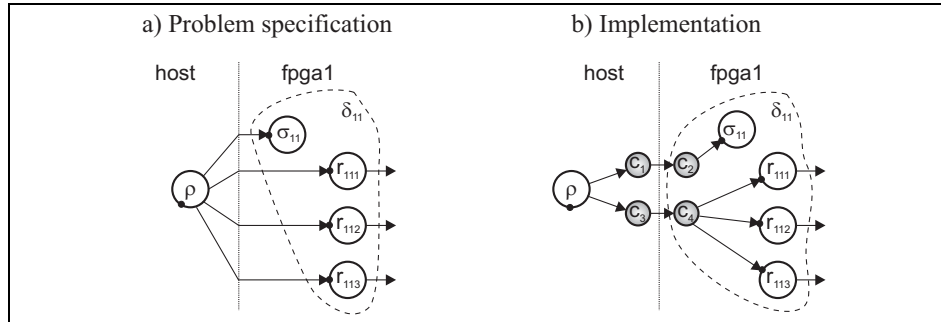 a) Problem specification
host
fpga1
δ11
σ11
r111
ρ
r112
r113
b) Implementation
host
fpga1
δ11
σ11
c1
c2
r111
ρ
c3
c4
r112
r113